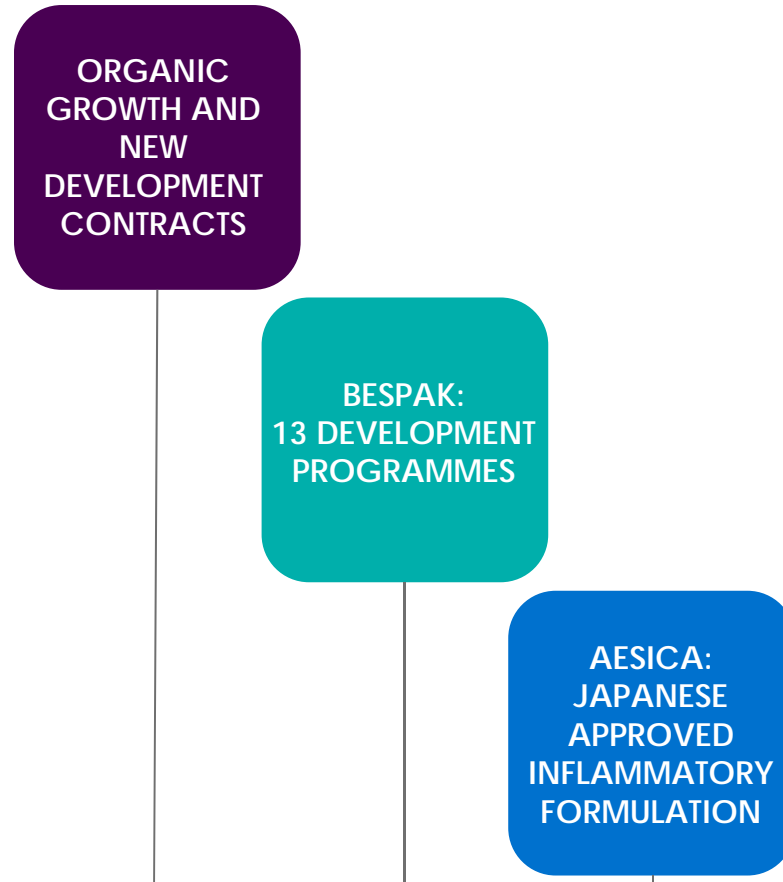 ORGANIC
GROWTH AND
NEW
DEVELOPMENT
CONTRACTS
BESPAK:
13 DEVELOPMENT
PROGRAMMES
AESICA:
JAPANESE
APPROVED
INFLAMMATORY
FORMULATION